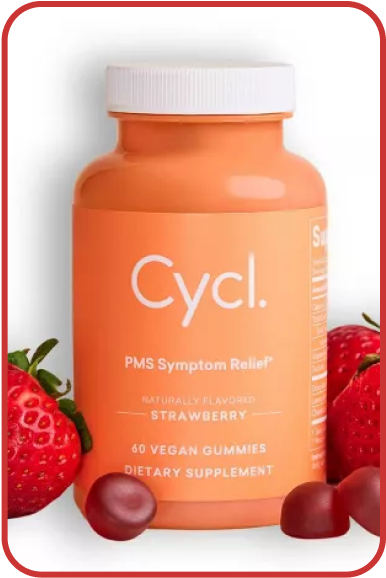 Cycl.
PMS Symptom Relief*
NATURALLY FLAVORED
STRAWBERRY
60 VEGAN GUMMIES
DIETARY SUPPLEMENT